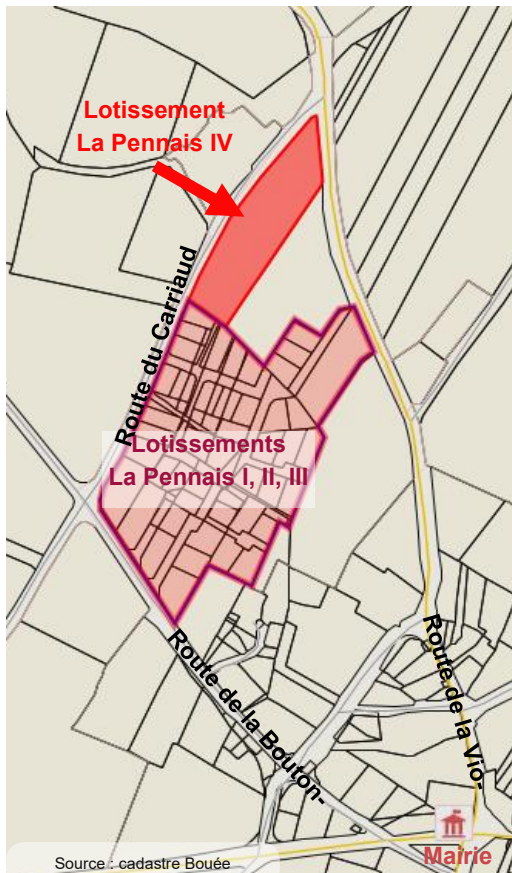 Lotissement
La Pennais IV
Route du Carriaud
Lotissements
La Pennais I, II, III
Route de la Bouton-
Route de la Vio-
Mairie
Source : cadastre Bouée